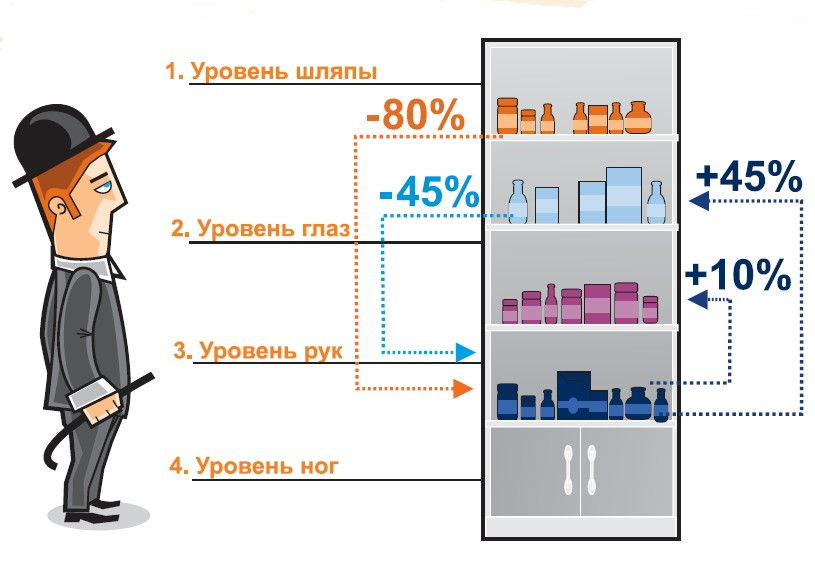 1. Уровень шляпы
-80%
-45%
+45%
2. Уровень глаз
+10%
3. Уровень рук
4. Уровень ног